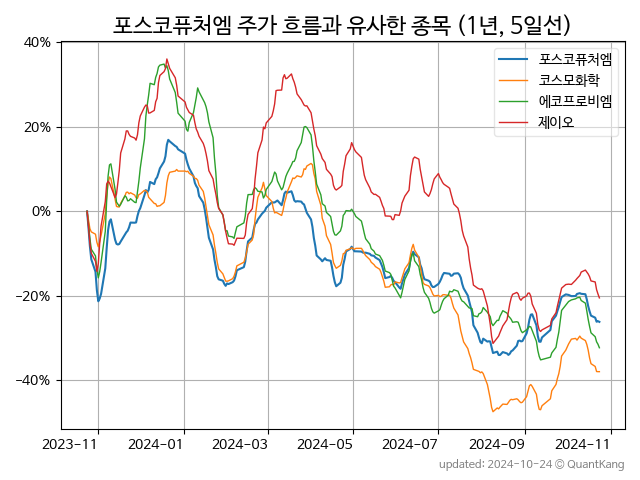 포스코퓨처엠 주가 흐름과 유사한 종목 (1년, 5일선)
40%
20%
0%
−20%
−40%
포스코퓨처엠
코스모화학
에코프로비엠
제이오
2023−11 2024−01 2024−03 2024−05 2024−07 2024−09 2024−11
updated: 2024-10-24 © QuantKang